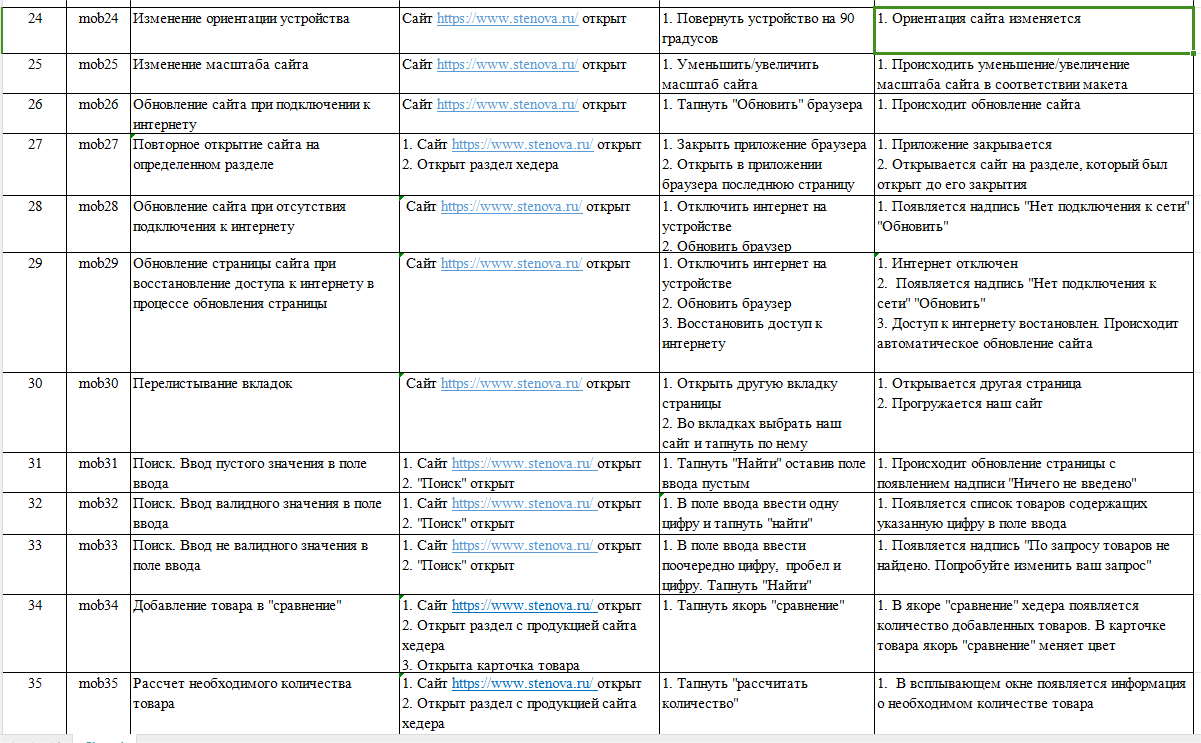 24 mob24 Изменение ориентации устройства Сайт https://www.stenova.ru/ открыт 1. Повернуть устройство на 90 1. Ориентация сайта изменяется
градусов
25 mob25 Изменение масштаба сайта Сайт https://www.stenova.ru/ открыт 1. Уменьшить/увеличить 1. Происходить уменьшение/увеличение
масштаб сайта масштаба сайта в соответствии макета
26 mob26 Обновление сайта при подключении к Сайт https://www.stenova.ru/ открыт 1. Тапнуть "Обновить" браузера 1. Происходит обновление сайта
интернету
27 mob27 Повторное открытие сайта на 1. Сайт https://www.stenova.ru/ открыт 1. Закрыть приложение браузера 1. Приложение закрывается
определенном разделе 2. Открыт раздел хедера 2. Открыть в приложении 2. Открывается сайт на разделе, который был
браузера последнюю страницу открыт до его закрытия
28 mob28 Обновление сайта при отсутствия Сайт https://www.stenova.ru/ открыт 1. Отключить интернет на 1. Появляется надпись "Нет подключения к сети"
подключения к интернету устройстве "Обновить"
2. Обновить браузер
29 mob29 Обновление страницы сайта при Сайт https://www.stenova.ru/ открыт 1. Отключить интернет на 1. Интернет отключен
восстановление доступа к интернету в устройстве 2. Появляется надпись "Нет подключения к
процессе обновления страницы 2. Обновить браузер сети" "Обновить"
3. Восстановить доступ к 3. Доступ к интернету востановлен. Происходит
интернету автоматическое обновление сайта
30 mob30 Перелистывание вкладок Сайт https://www.stenova.ru/ открыт 1. Открыть другую вкладку 1. Открывается другая страница
страницы 2. Прогружается наш сайт
2. Во вкладках выбрать наш
сайт и тапнуть по нему
31 mob31 Поиск. Ввод пустого значения в поле 1. Сайт https://www.stenova.ru/ открыт 1. Тапнуть "Найти" оставив поле 1. Происходит обновление страницы с
ввода 2. "Поиск" открыт ввода пустым появлением надписи "Ничего не введено"
32 mob32 Поиск. Ввод валидного значения в поле 1. Сайт https://www.stenova.ru/ открыт 1. В поле ввода ввести одну 1. Появляется список товаров содержащих
ввода 2. "Поиск" открыт цифру и тапнуть "найти" указанную цифру в поле ввода
33 mob33 Поиск. Ввод не валидного значения в 1. Сайт https://www.stenova.ru/ открыт 1. В поле ввода ввести 1. Появляется надпись "По запросу товаров не
поле ввода 2. "Поиск" открыт поочередно цифру, пробел и найдено. Попробуйте изменить ваш запрос"
цифру. Тапнуть "Найти"
34 mob34 Добавление товара в "сравнение" 1. Сайт https://www.stenova.ru/ открыт 1. Тапнуть якорь "сравнение" 1. В якоре "сравнение" хедера появляется
2. Открыт раздел с продукцией сайта количество добавленных товаров. В карточке
хедера товара якорь "сравнение" меняет цвет
3. Открыта карточка товара
35 mob35 Рассчет необходимого количества 1. Сайт https://www.stenova.ru/ открыт 1. Тапнуть "рассчитать 1. В всплывающем окне появляется информация
товара 2. Открыт раздел с продукцией сайта количество" о необходимом количестве товара
хедера